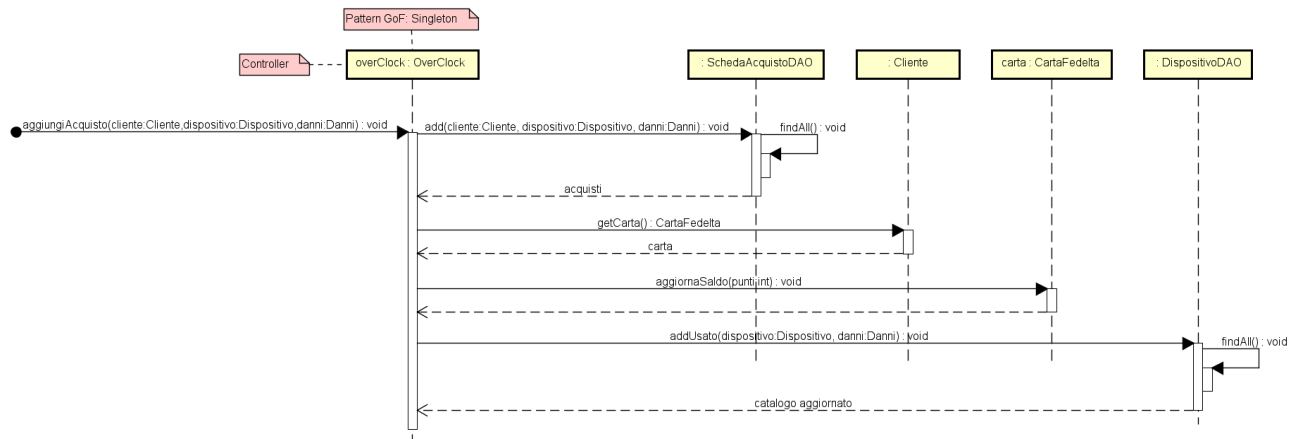 Pattern GoF: Singleton
Controller
overClock : OverClock
: SchedaAcquistoDAO
: Cliente
carta : CartaFedelta
: DispositivoDAO
aggiungiAcquisto(cliente:Cliente,dispositivo:Dispositivo,danni:Danni) : void
add(cliente:Cliente, dispositivo:Dispositivo, danni:Danni) : void
findAll() : void
acquisti
getCarta() : CartaFedelta
carta
aggiornaSaldo(punti:int) : void
addUsato(dispositivo:Dispositivo, danni:Danni) : void
findAll() : void
catalogo aggiornato